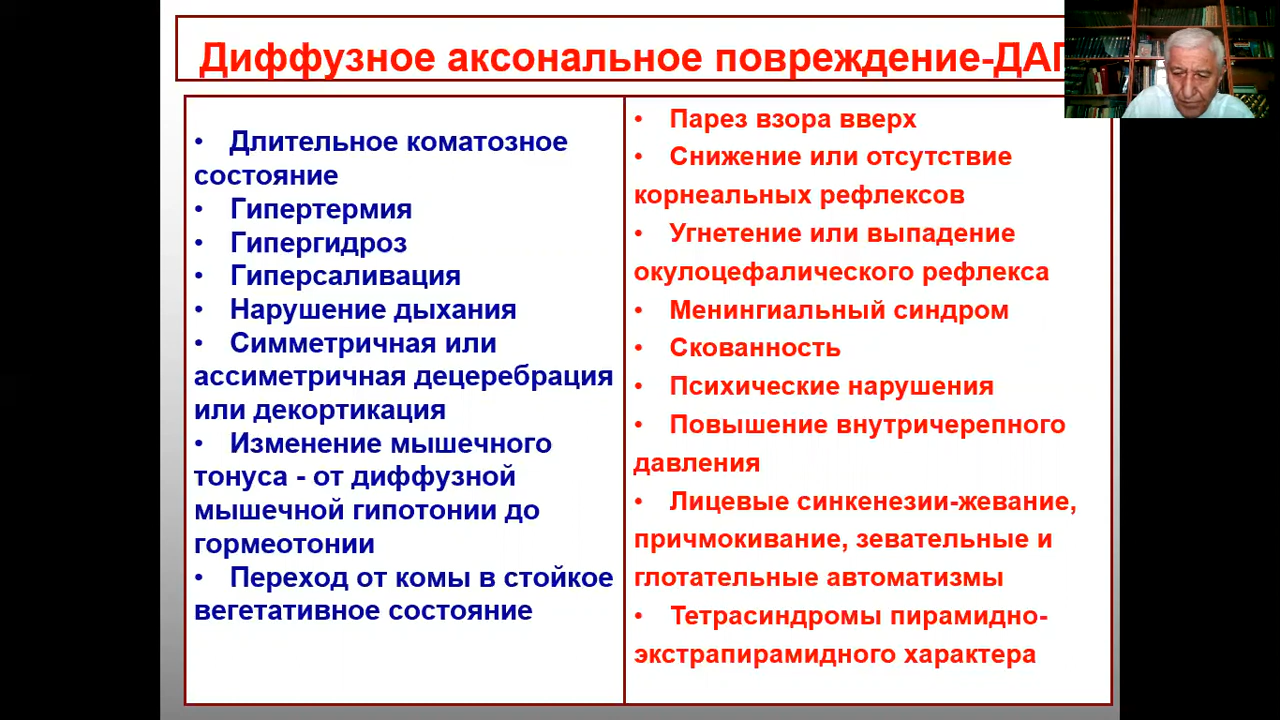 Диффузное аксональное повреждение-ДАП
• Длительное коматозное
состояние
• Гипертермия
• Гипергидроз
• Гиперсаливация
• Нарушение дыхания
• Симметричная или
ассиметричная децеребрация
или декортикация
• Изменение мышечного
тонуса - от диффузной
мышечной гипотонии до
гормеотонии
• Переход от комы в стойкое
вегетативное состояние
• Парез взора вверх
• Снижение или отсутствие
корнеальных рефлексов
• Угнетение или выпадение
окулоцефалического рефлекса
• Менингиальный синдром
• Скованность
• Психические нарушения
• Повышение внутричерепного
давления
• Лицевые синкенезии-жевание,
причмокивание, зевательные и
глотательные автоматизмы
• Тетрасиндромы пирамидно-
экстрапирамидного характера